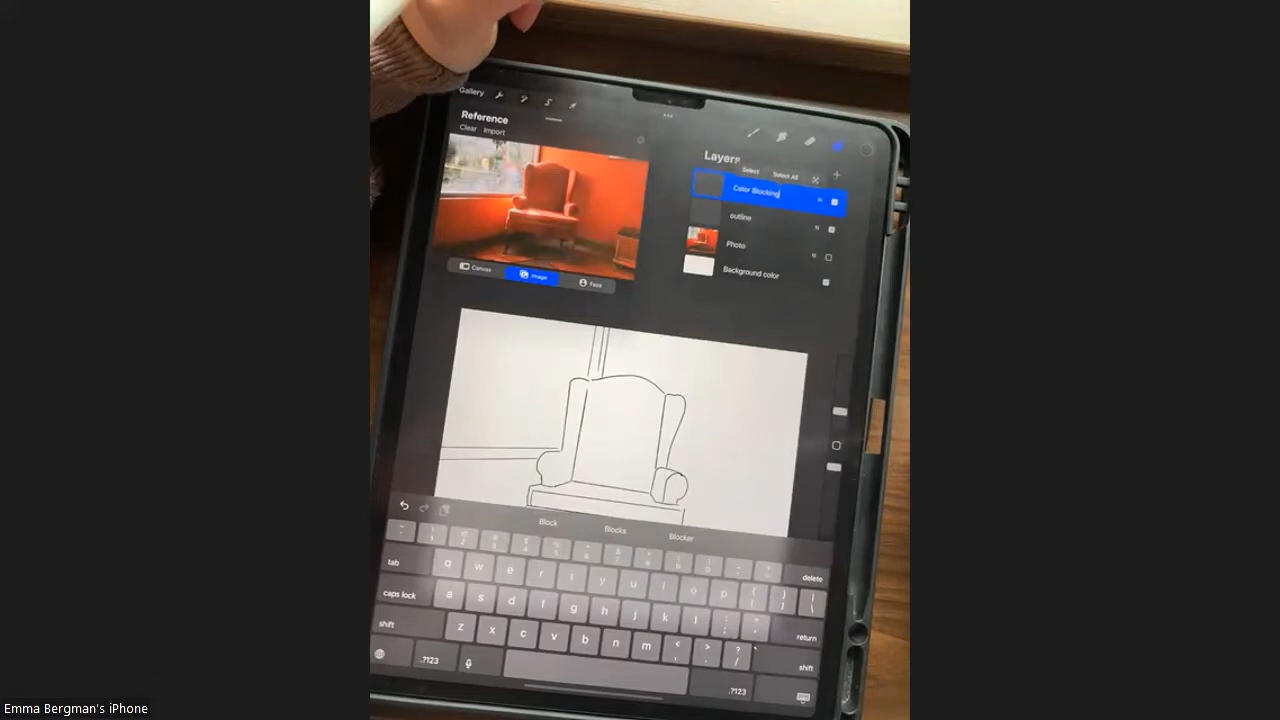 Gallery
Reference
Clear Import
Layers
Select Select All
Color Blocking
N
outline
N
Photo
N
Background color
Canvas Image Face
Block Blocks Blocker
delete
tab q w e r t y u i o p
caps lock a s d f g h j k l
return
shift z x c v b n m
shift
.?123 .?123
Emma Bergman's iPhone